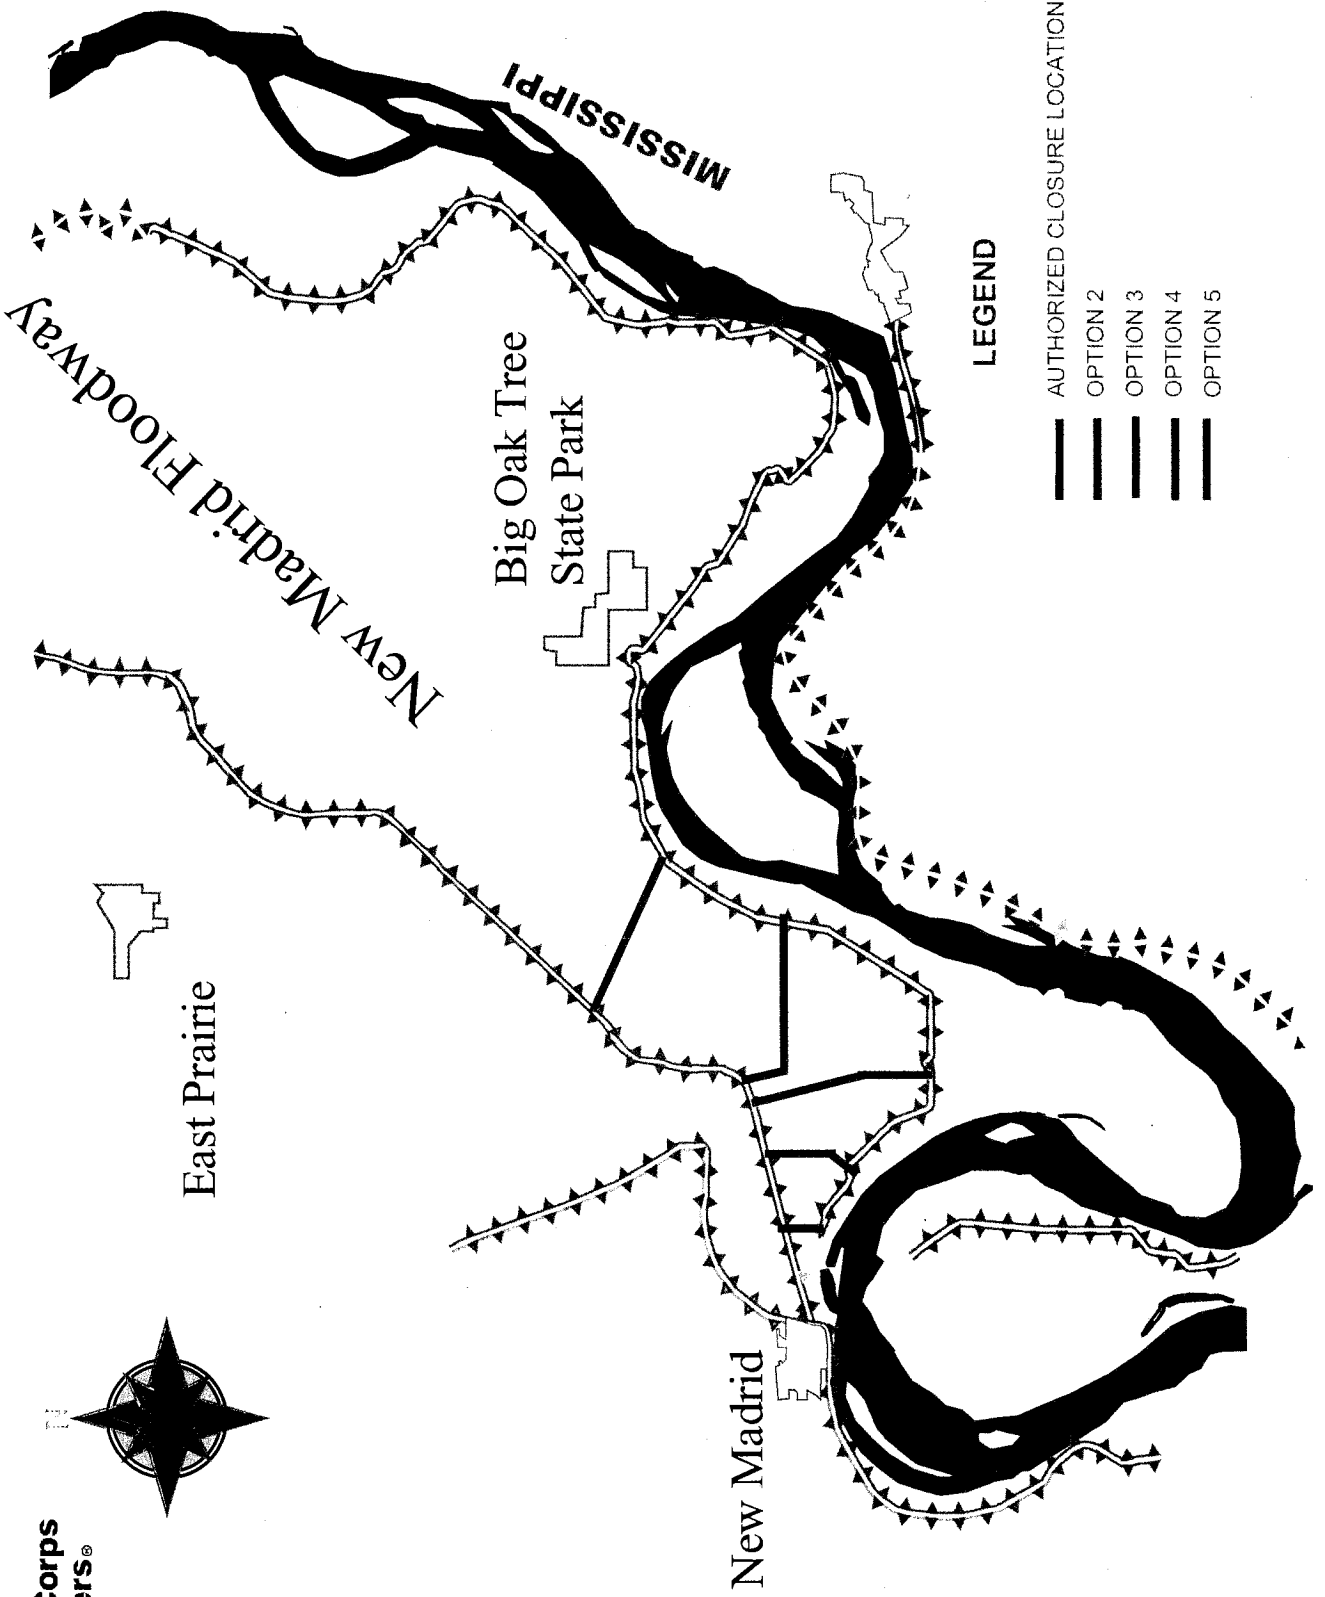 Corps
ers®
N
East Prairie
New Madrid Floodway
Big Oak Tree
State Park
MISSISSIPPI
New Madrid
LEGEND
AUTHORIZED CLOSURE LOCATION
OPTION 2
OPTION 3
OPTION 4
OPTION 5